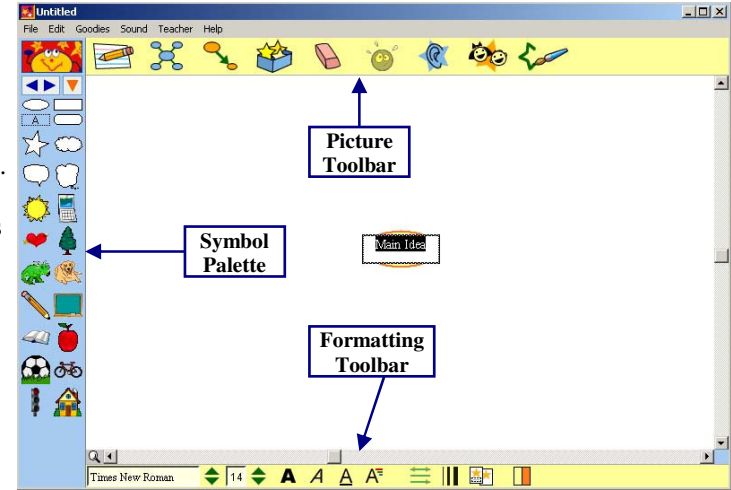 Untitled
File Edit Goodies Sound Teacher Help
A
Picture
Toolbar
.
s
Symbol
Palette
Main Idea
Formatting
Toolbar
Times New Roman 14 A A A A